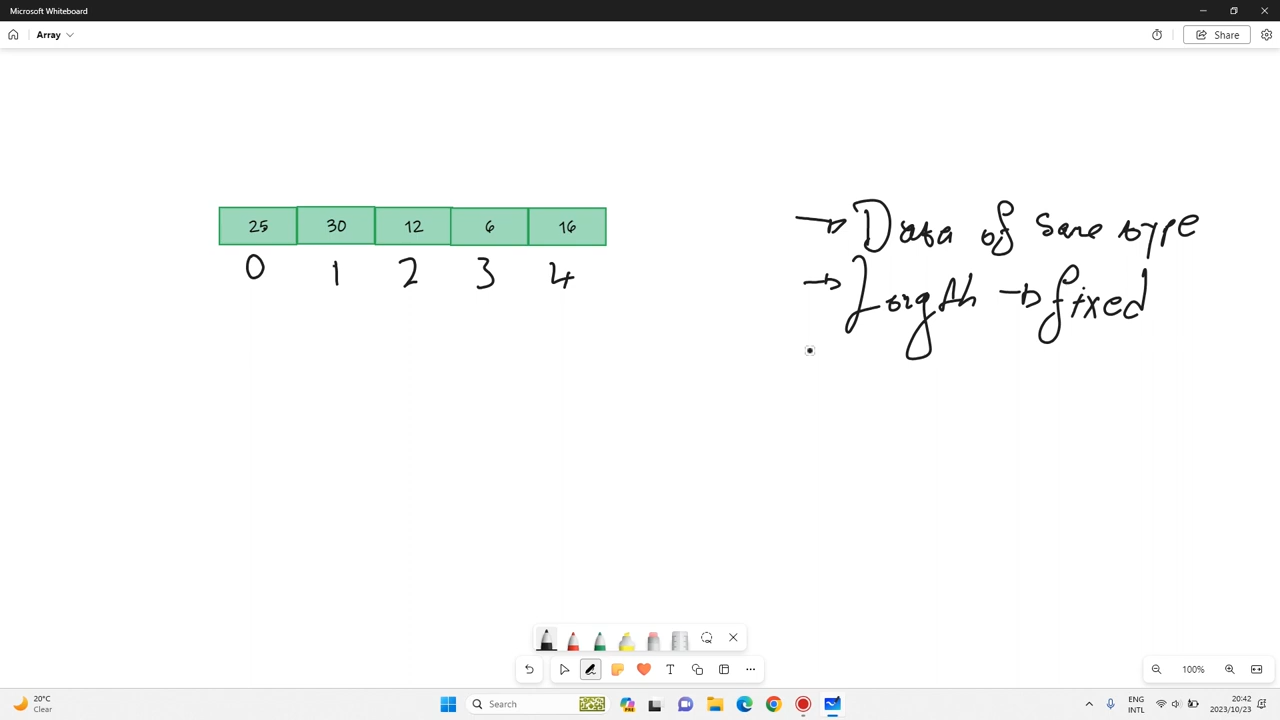 Microsoft Whiteboard
Array
Share
25 30 12 6 16
0 1 2 3 4
→ Data of same type
→ Length → fixed
100%
20°C
Clear
Search
PRE
ENG
INTL
20:42
2023/10/23